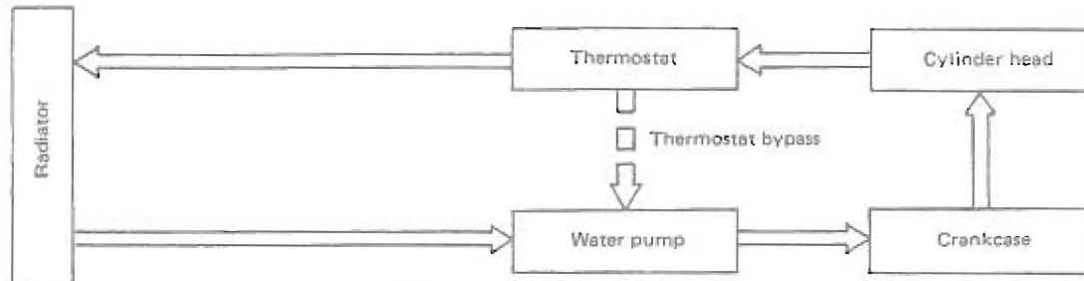 Thermostat
Cylinder head
Radiator
Thermostat bypass
Water pump
Crankcase